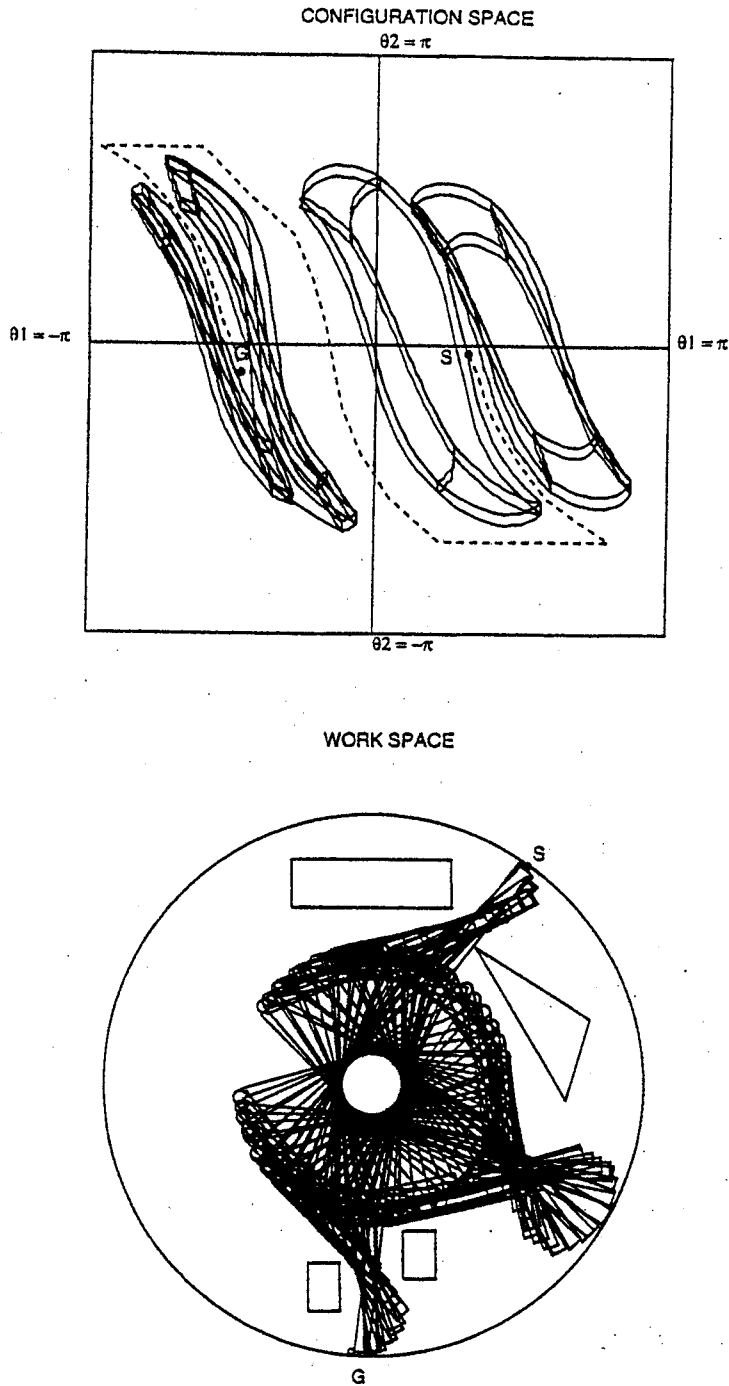 CONFIGURATION SPACE
θ2 = π
θ1 = -π
G
S
θ1 = π
θ2 = -π
WORK SPACE
S
G